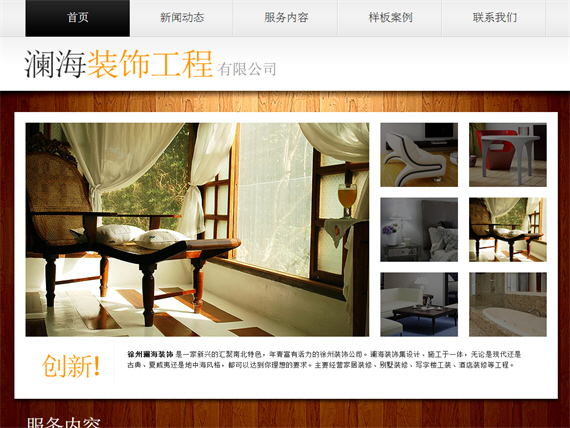 首页 新闻动态 服务内容 样板案例 联系我们
澜海装饰工程 有限公司
创新!
徐州澜海装饰 是一家新兴的汇聚南北特色，年青富有活力的徐州装饰公司。澜海装饰集设计、施工于一体，无论是现代还是
古典、夏威夷还是地中海风格，都可以达到你理想的要求。主要经营家居装修、别墅装修、写字楼工装、酒店装修等工程。
服务内容